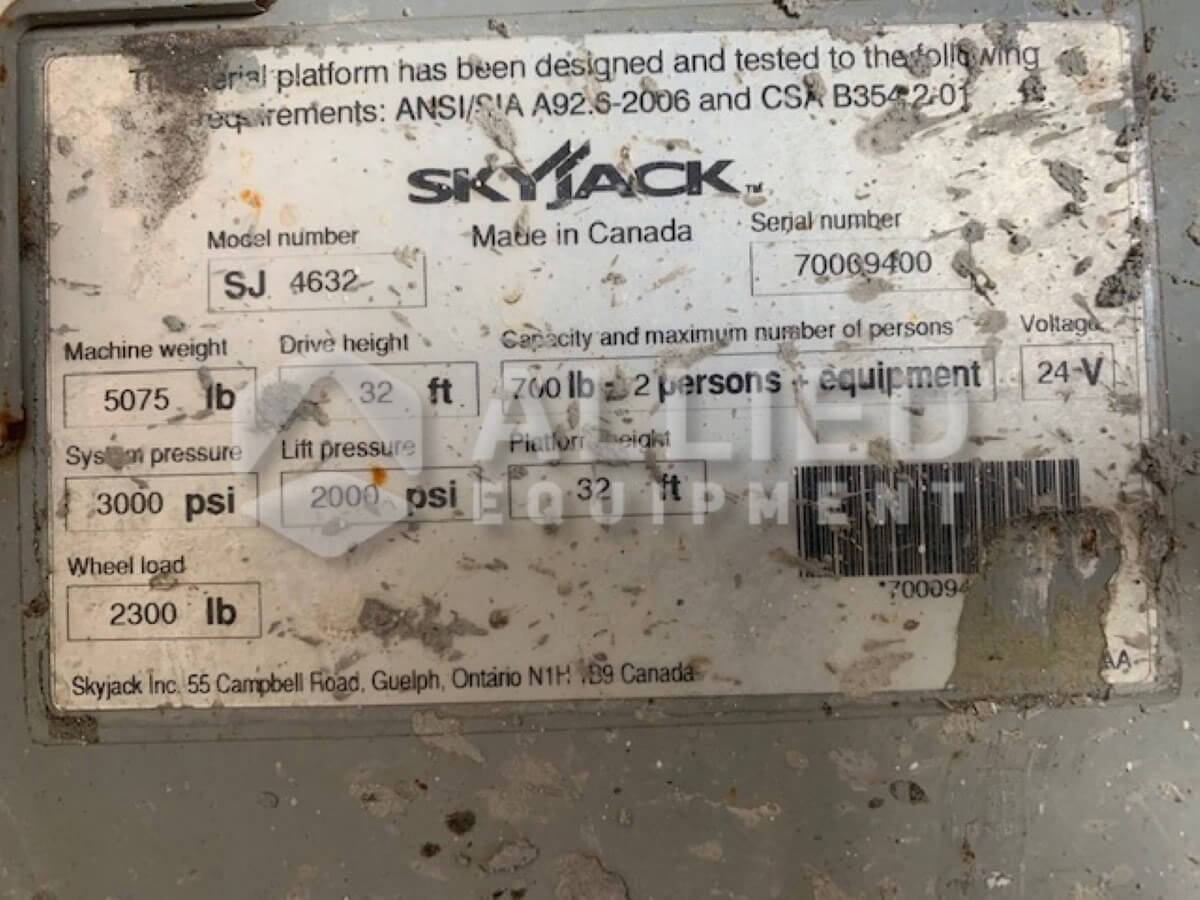 aerial platform has been designed and tested to the following
requirements: ANSI/SIA A92.6-2006 and CSA B354.2-01
SKYJACK™
Model number
Made in Canada
Serial number
SJ 4632
70009400
Machine weight
Drive height
Capacity and maximum number of persons
Voltage
5075 lb
32 ft
700 lb = 2 persons + equipment
24 V
System pressure
Lift pressure
Platform height
3000 psi
2000 psi
32 ft
Wheel load
*700094
2300 lb
AA
Skyjack Inc. 55 Campbell Road, Guelph, Ontario N1H Canada
ALLIED
EQUIPMENT